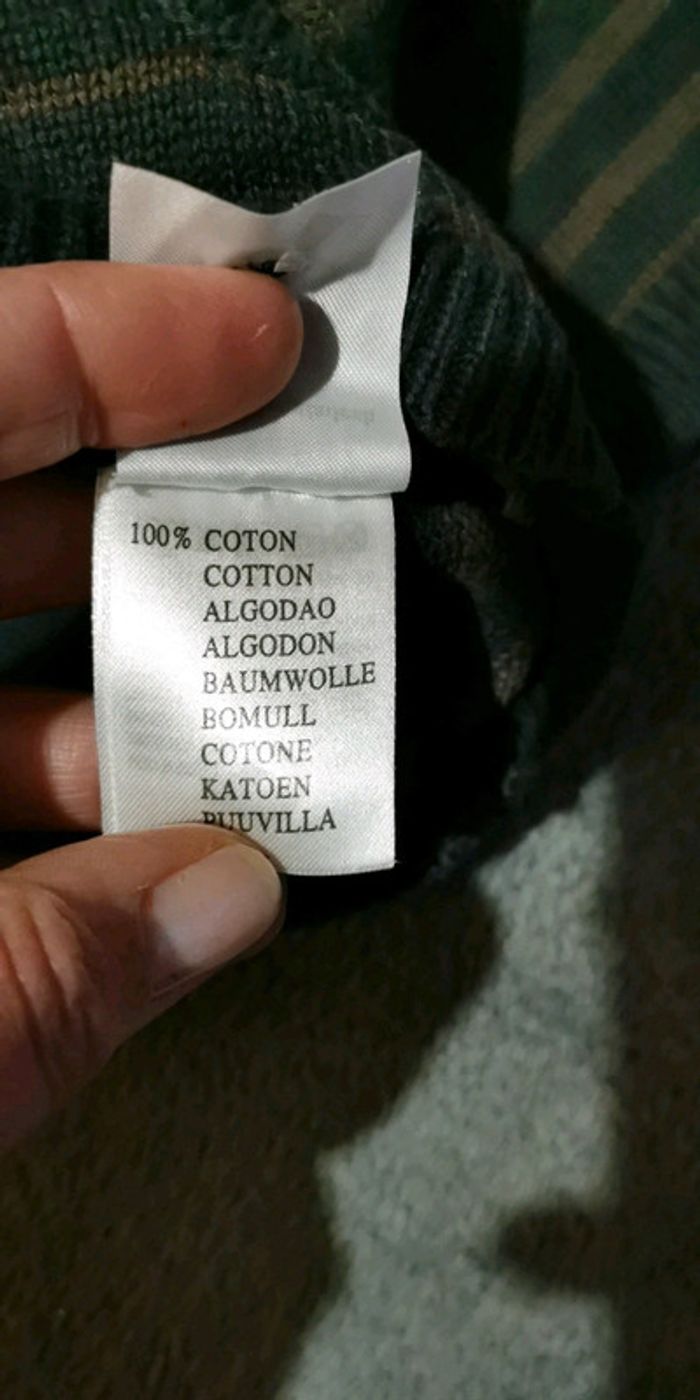 100% COTON
COTTON
ALGODAO
ALGODON
BAUMWOLLE
BOMULL
COTONE
KATOEN
PUUVILLA